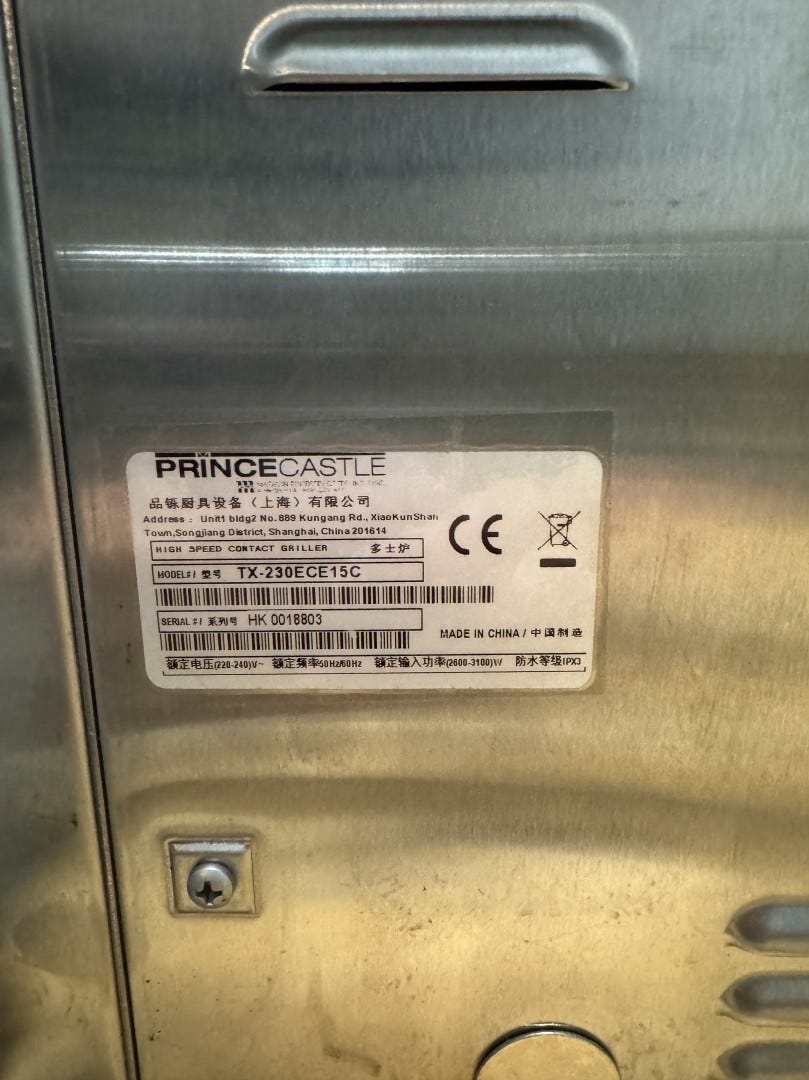 PRINCECASTLE
品铄厨具设备（上海）有限公司
Address : Unit1 bldg2 No.889 Kungang Rd., XiaoKunShan
Town,Songjiang District, Shanghai, China 201614
HIGH SPEED CONTACT GRILLER 多士炉
MODEL#/ 型号 TX-230ECE15C
SERIAL #/ 系列号 HK 0018803
CE
MADE IN CHINA / 中国制造
额定电压(220-240)V~ 额定频率50Hz/60Hz 额定输入功率(2600-3100)W 防水等级IPX3